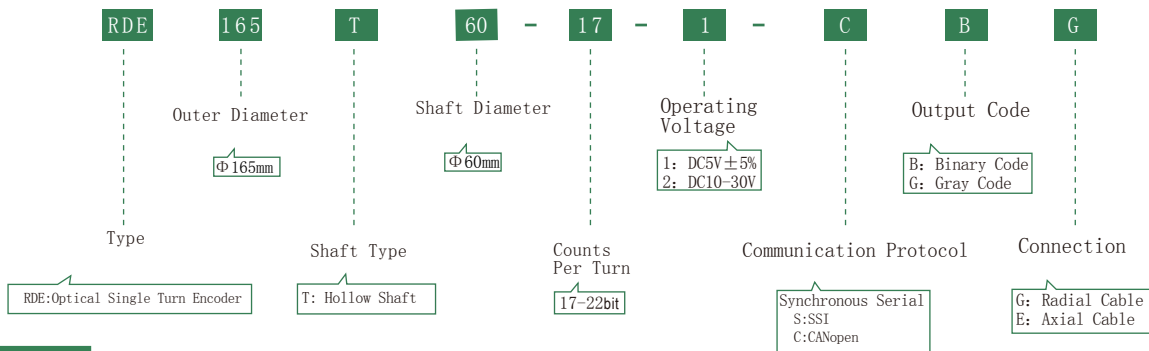 RDE 165 T 60 - 17 - 1 - C B G
Outer Diameter
Φ165mm
Shaft Diameter
Φ60mm
Operating
Voltage
1: DC5V±5%
2: DC10-30V
Output Code
B: Binary Code
G: Gray Code
Type
RDE:Optical Single Turn Encoder
Shaft Type
T: Hollow Shaft
Counts
Per Turn
17-22bit
Communication Protocol
Synchronous Serial
S:SSI
C:CANopen
Connection
G: Radial Cable
E: Axial Cable